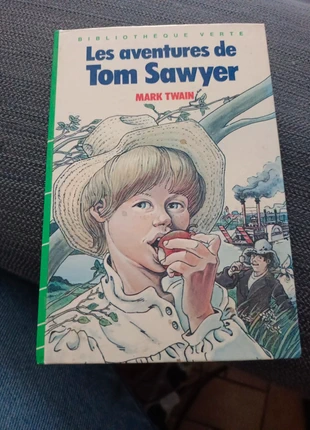 BIBLIOTHÈQUE VERTE
Les aventures de
Tom Sawyer
MARK TWAIN